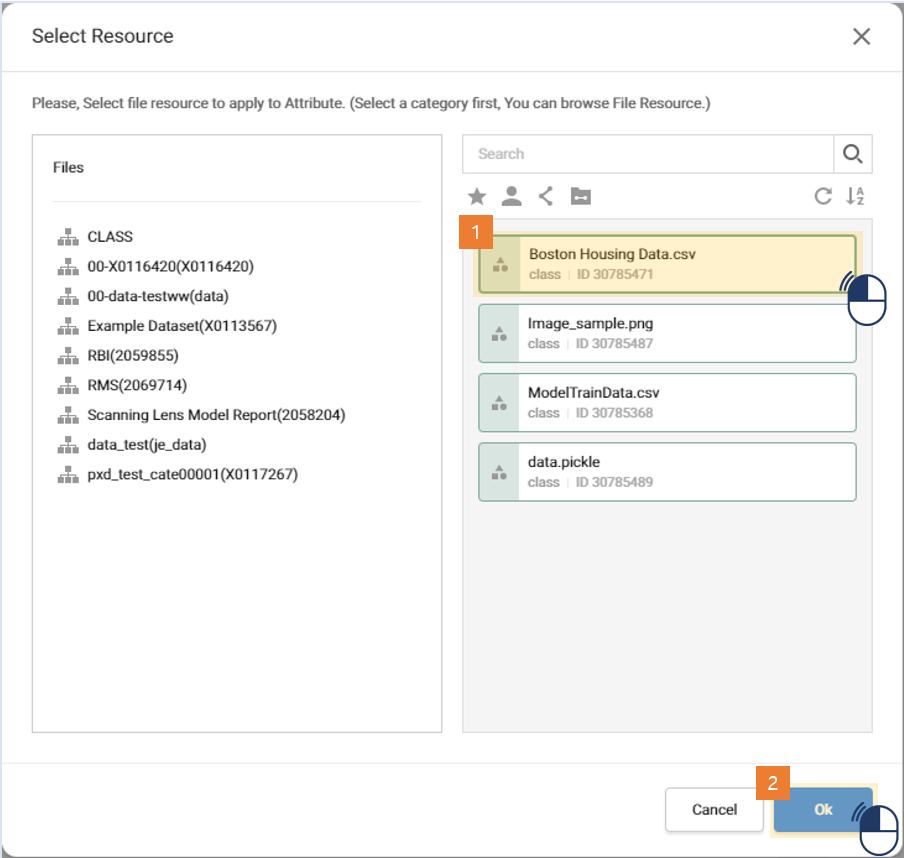 Select Resource
Please, Select file resource to apply to Attribute. (Select a category first, You can browse File Resource.)
Files
CLASS
00-X0116420(X0116420)
00-data-testww(data)
Example Dataset(X0113567)
RBI(2059855)
RMS(2069714)
Scanning Lens Model Report(2058204)
data_test(je_data)
pxd_test_cate00001(X0117267)
Search
A
Z
1
Boston Housing Data.csv
class | ID 30785471
Image_sample.png
class | ID 30785487
ModelTrainData.csv
class | ID 30785368
data.pickle
class | ID 30785489
Cancel
2
Ok